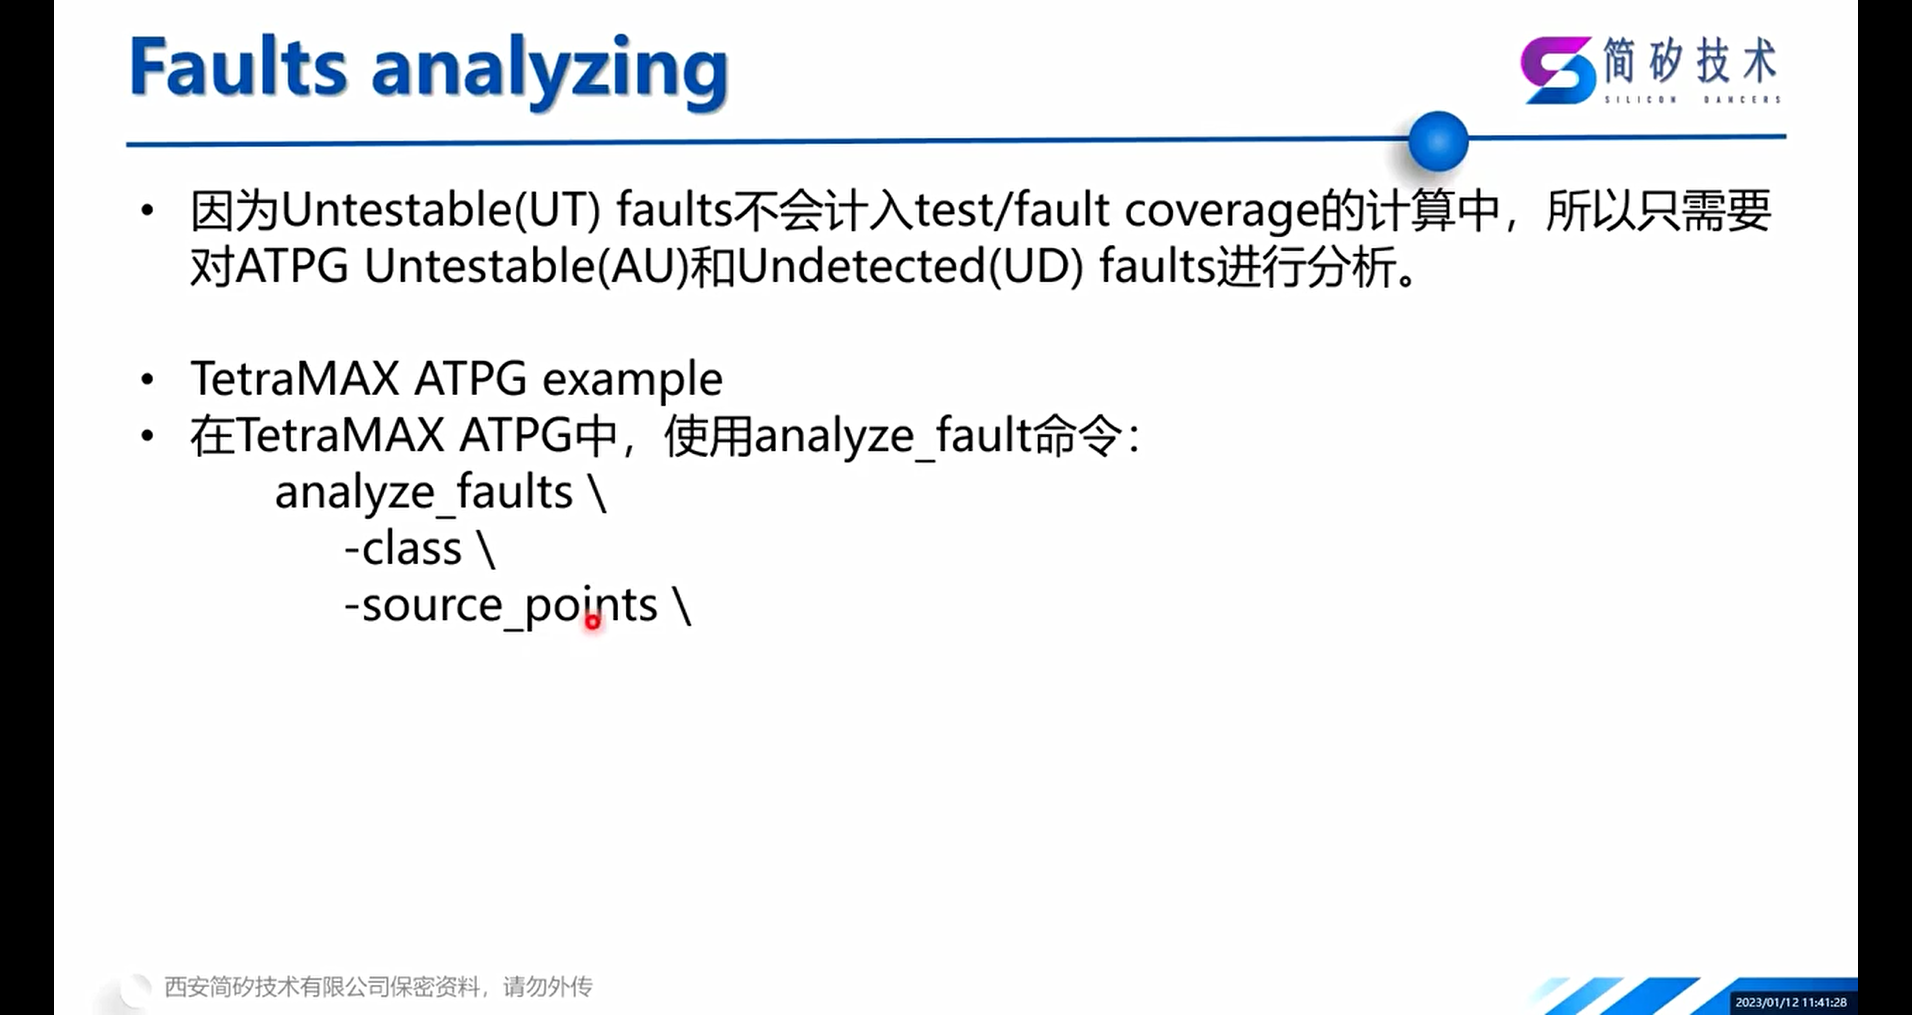 Faults analyzing
简矽技术
SILICON DANCERS
• 因为Untestable(UT) faults不会计入test/fault coverage的计算中，所以只需要
对ATPG Untestable(AU)和Undetected(UD) faults进行分析。
• TetraMAX ATPG example
• 在TetraMAX ATPG中，使用analyze_fault命令：
analyze_faults \
-class \
-source_points \
西安简矽技术有限公司保密资料，请勿外传
2023/01/12 11:41:28